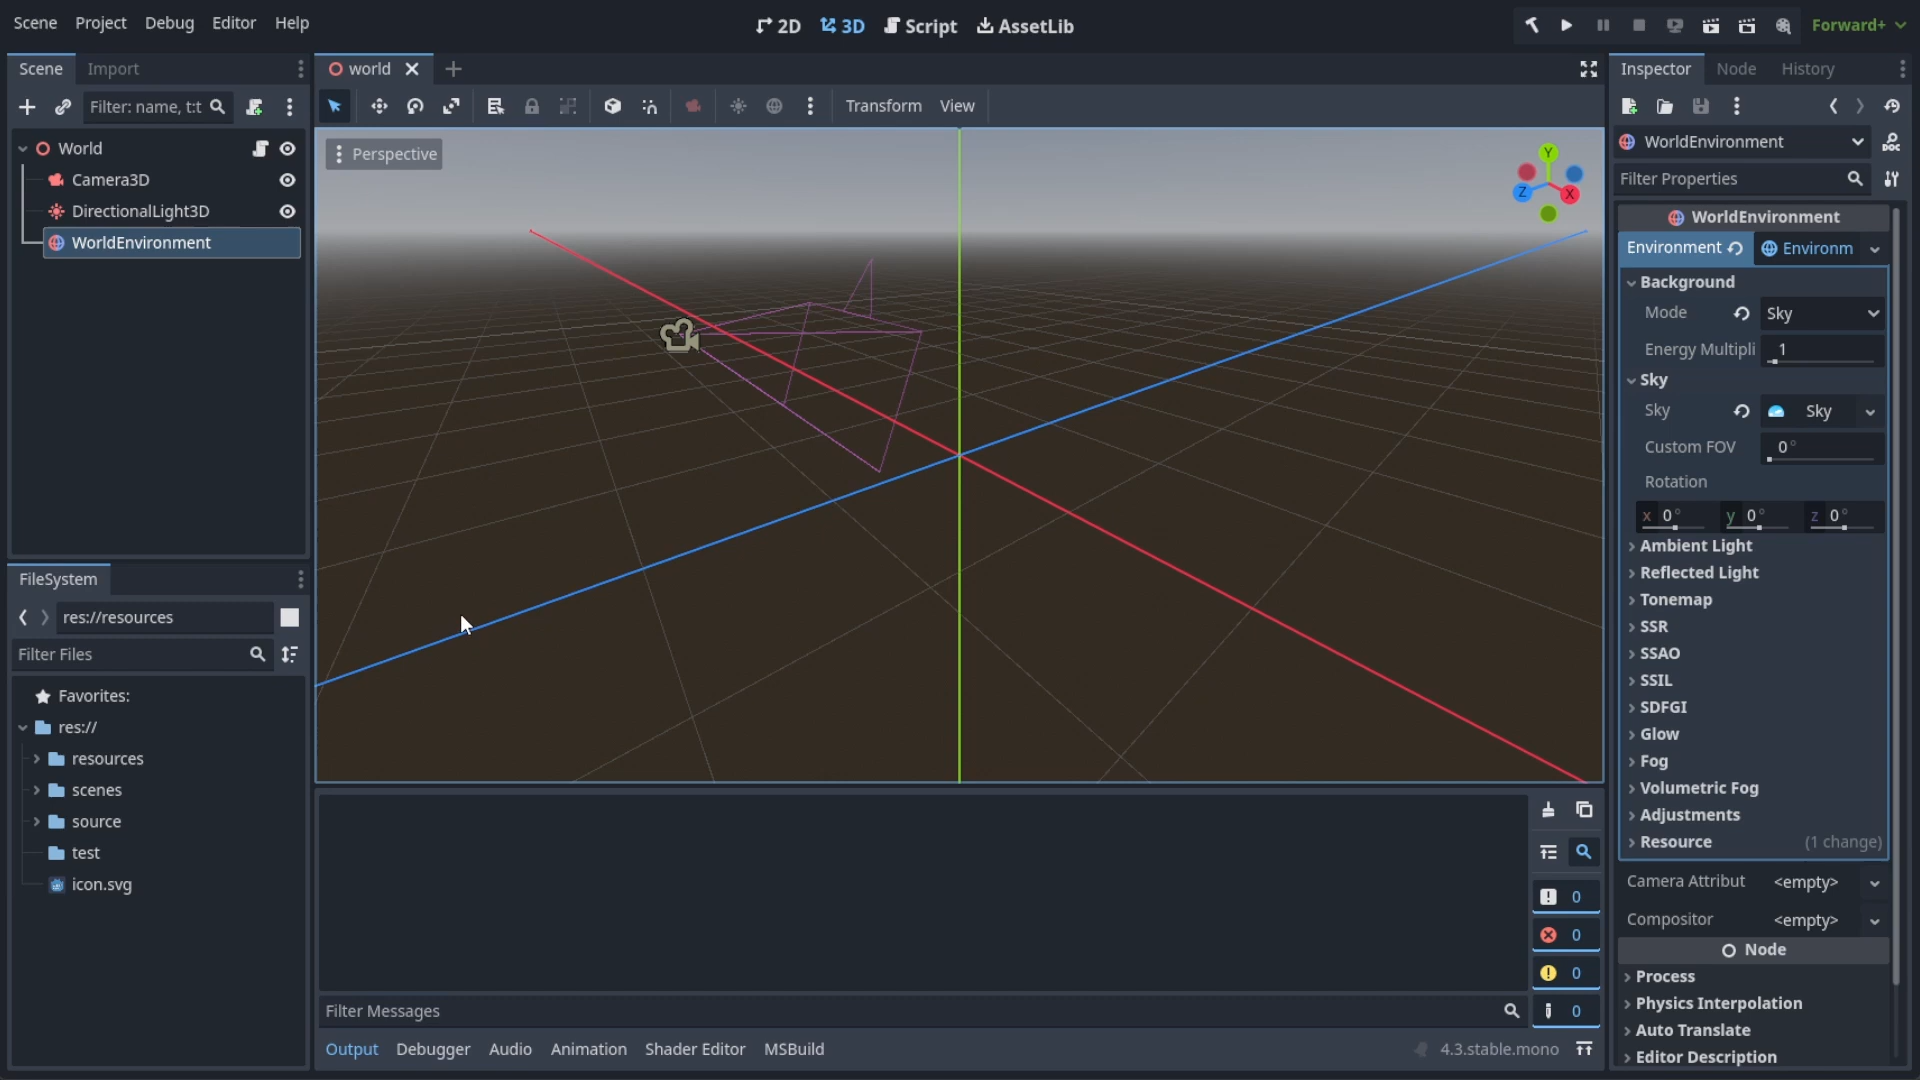 Scene Project Debug Editor Help
2D 3D Script AssetLib
Forward+
Scene Import
Filter: name, t:t
World
Camera3D
DirectionalLight3D
WorldEnvironment
FileSystem
res://resources
Filter Files
Favorites:
res://
resources
scenes
source
test
icon.svg
world
Transform View
Perspective
Y
Z
X
Filter Messages
0
0
0
0
Output Debugger Audio Animation Shader Editor MSBuild
4.3.stable.mono
Inspector Node History
WorldEnvironment
DOC
Filter Properties
WorldEnvironment
Environment Environm
Background
Mode Sky
Energy Multipli 1
Sky
Sky Sky
Custom FOV 0°
Rotation
x 0° y 0° z 0°
Ambient Light
Reflected Light
Tonemap
SSR
SSAO
SSIL
SDFGI
Glow
Fog
Volumetric Fog
Adjustments
Resource (1 change)
Camera Attribut <empty>
Compositor <empty>
Node
Process
Physics Interpolation
Auto Translate
Editor Description